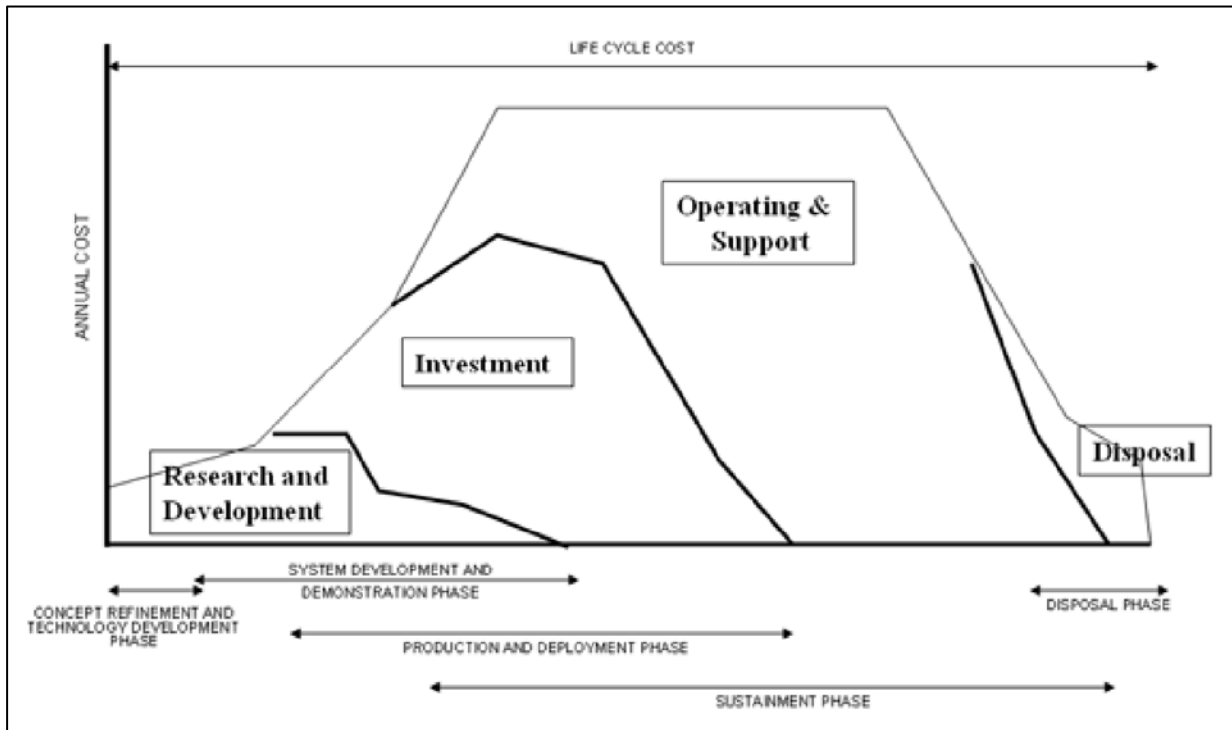 LIFE CYCLE COST
ANNUAL COST
Operating &
Support
Investment
Research and
Development
Disposal
SYSTEM DEVELOPMENT AND
DEMONSTRATION PHASE
CONCEPT REFINEMENT AND
TECHNOLOGY DEVELOPMENT
PHASE
DISPOSAL PHASE
PRODUCTION AND DEPLOYMENT PHASE
SUSTAINMENT PHASE